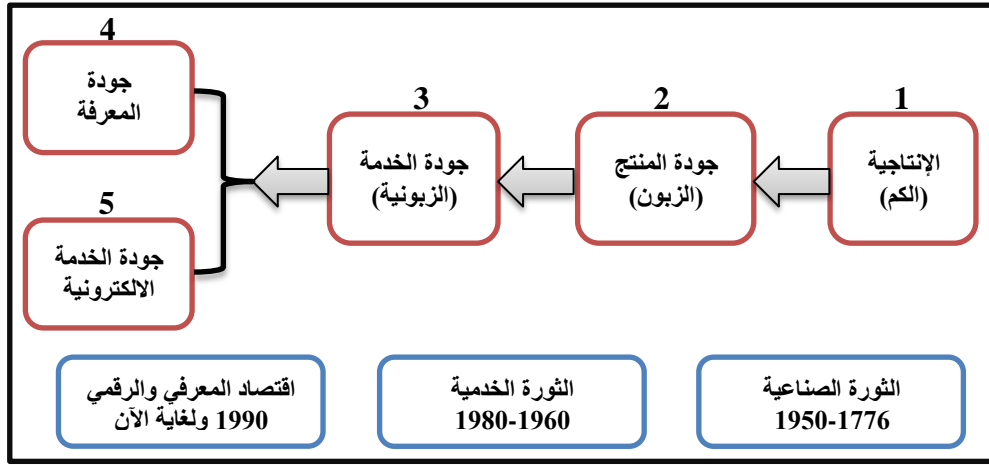 1
الإنتاجية
(الكم)
2
جودة المنتج
(الزبون)
3
جودة الخدمة
(الزبونية)
4
جودة
المعرفة
5
جودة الخدمة
الالكترونية
الثورة الصناعية
1950-1776
الثورة الخدمية
1980-1960
اقتصاد المعرفي والرقمي
1990 ولغاية الآن